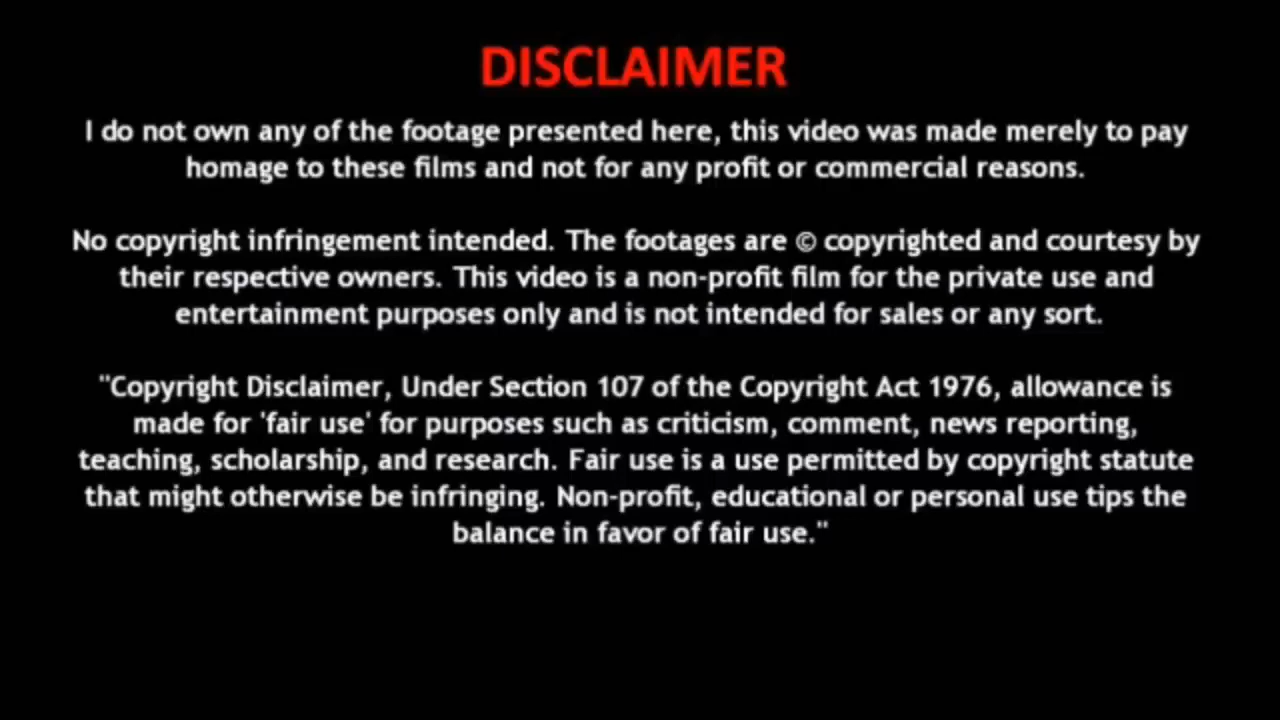 DISCLAIMER
I do not own any of the footage presented here, this video was made merely to pay
homage to these films and not for any profit or commercial reasons.
No copyright infringement intended. The footages are © copyrighted and courtesy by
their respective owners. This video is a non-profit film for the private use and
entertainment purposes only and is not intended for sales or any sort.
"Copyright Disclaimer, Under Section 107 of the Copyright Act 1976, allowance is
made for 'fair use' for purposes such as criticism, comment, news reporting,
teaching, scholarship, and research. Fair use is a use permitted by copyright statute
that might otherwise be infringing. Non-profit, educational or personal use tips the
balance in favor of fair use."